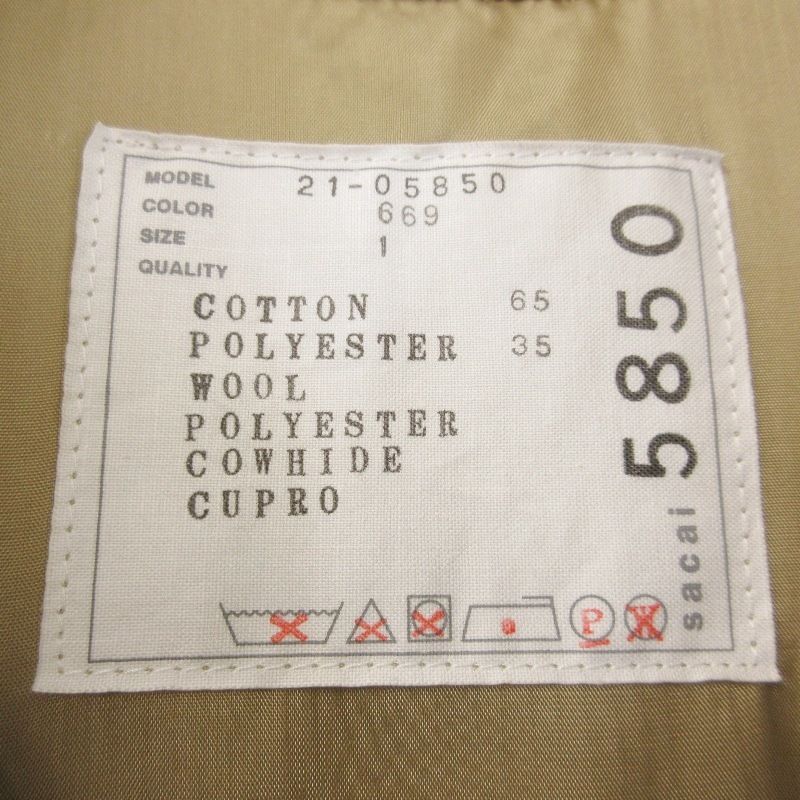 MODEL 21-05850
COLOR 669
SIZE 1
QUALITY
COTTON 65
POLYESTER 35
WOOL
POLYESTER
COWHIDE
CUPRO
P
W
sacai 5850